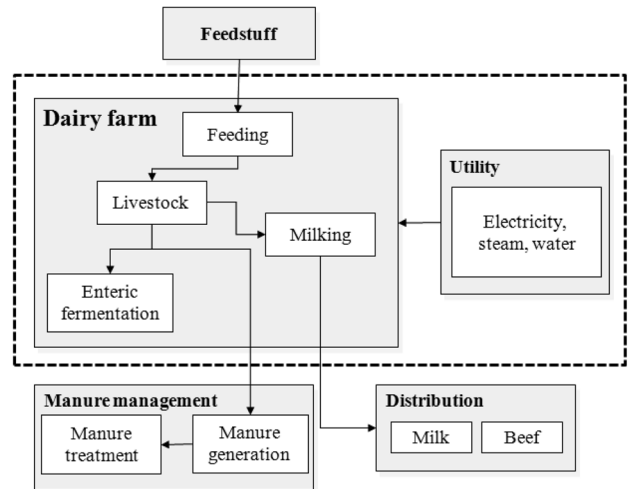 Feedstuff
Dairy farm
Feeding
Utility
Livestock
Electricity,
steam, water
Milking
Enteric
fermentation
Manure management
Manure
treatment
Manure
generation
Distribution
Milk
Beef